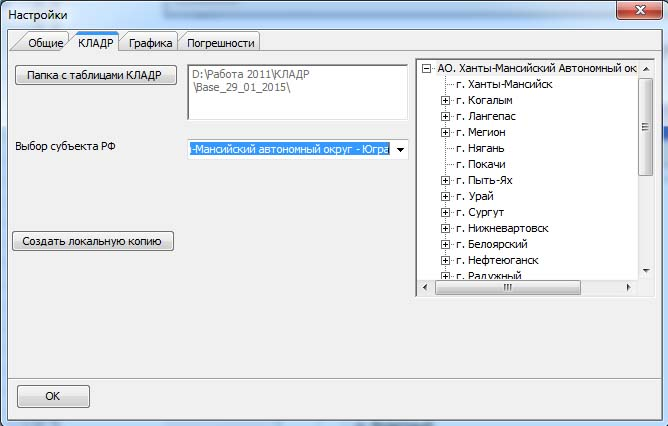 Настройки
Общие
КЛАДР
Графика
Погрешности
Папка с таблицами КЛАДР
D:\Работа 2011\КЛАДР
\Base_29_01_2015\
Выбор субъекта РФ
-Мансийский автономный округ - Югра
Создать локальную копию
АО. Ханты-Мансийский Автономный ок
г. Ханты-Мансийск
г. Когалым
г. Лангепас
г. Мегион
г. Нягань
г. Покачи
г. Пыть-Ях
г. Урай
г. Сургут
г. Нижневартовск
г. Белоярский
г. Нефтеюганск
г. Радужный
OK